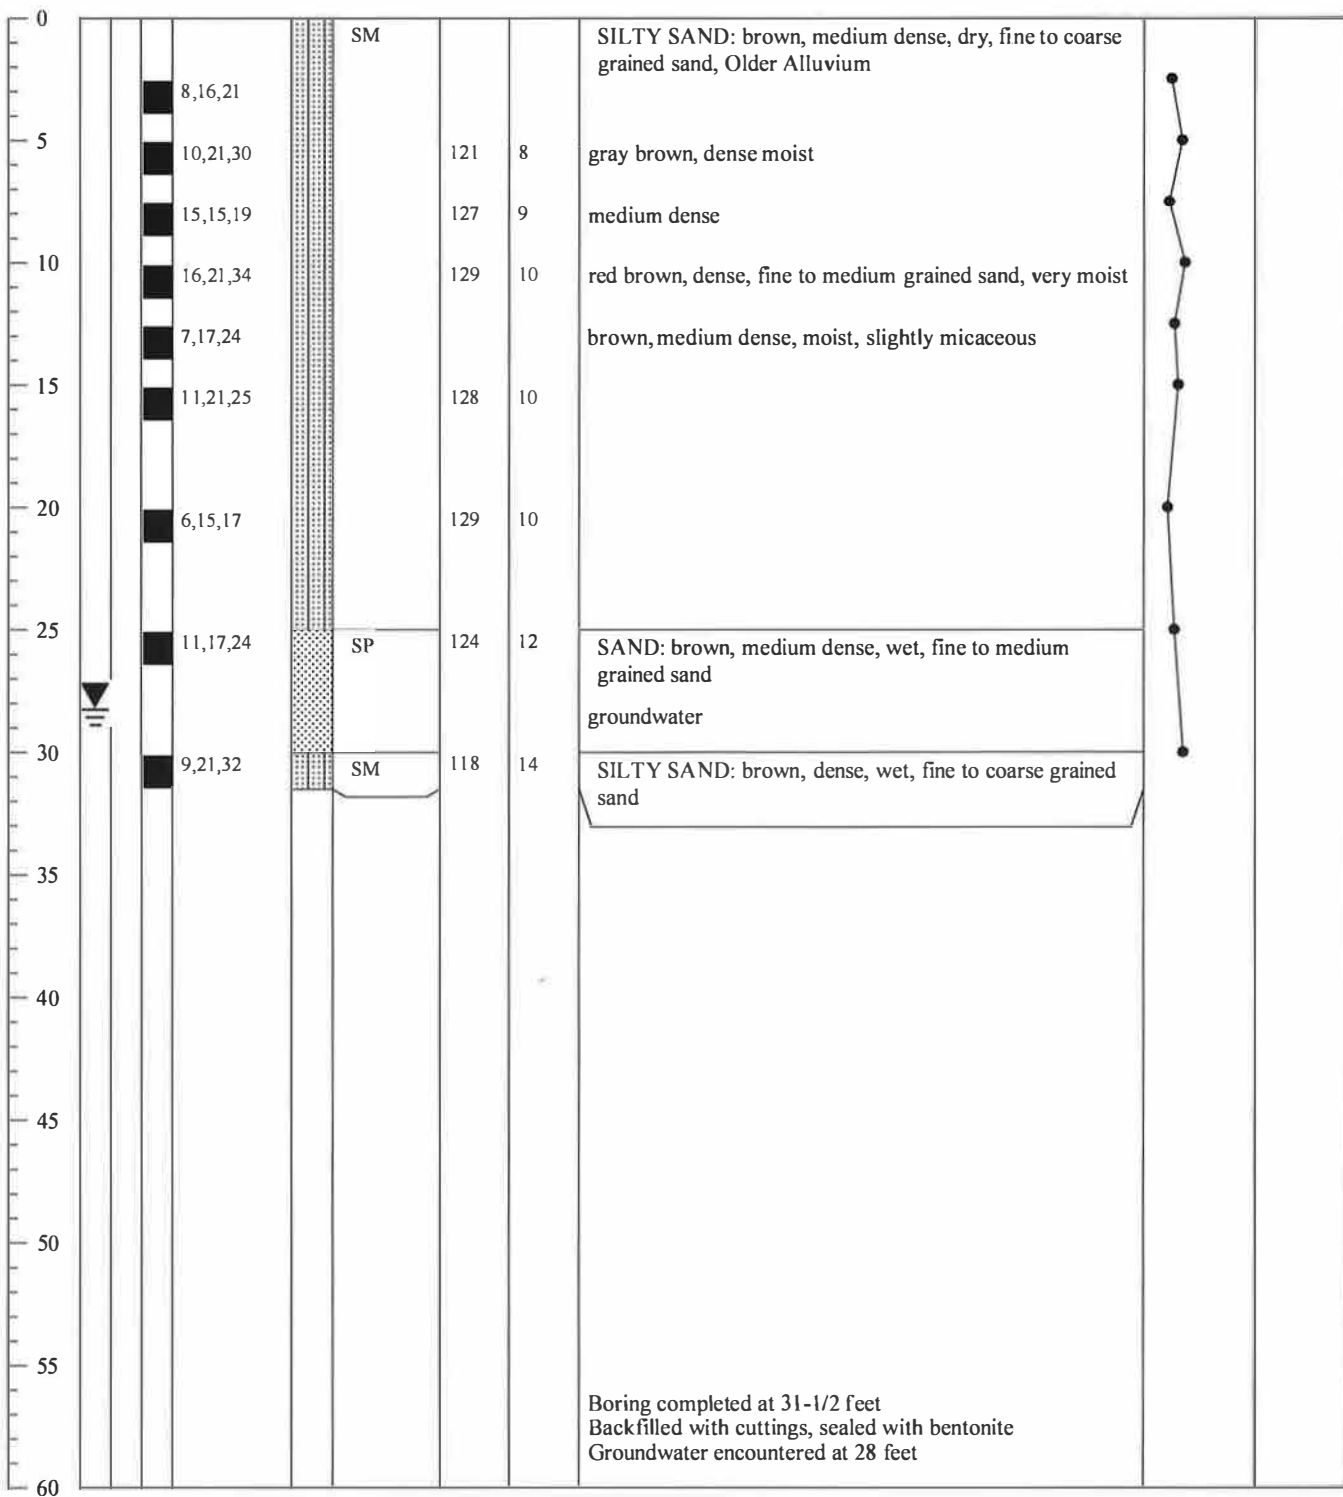 0
SM
SILTY SAND: brown, medium dense, dry, fine to coarse
grained sand, Older Alluvium
8,16,21
5
10,21,30 121 8 gray brown, dense moist
15,15,19 127 9 medium dense
10
16,21,34 129 10 red brown, dense, fine to medium grained sand, very moist
7,17,24 brown, medium dense, moist, slightly micaceous
15
11,21,25 128 10
20
6,15,17 129 10
25
11,17,24 SP 124 12 SAND: brown, medium dense, wet, fine to medium
grained sand
groundwater
30
9,21,32 SM 118 14 SILTY SAND: brown, dense, wet, fine to coarse grained
sand
35
40
45
50
55
Boring completed at 31-1/2 feet
Backfilled with cuttings, sealed with bentonite
Groundwater encountered at 28 feet
60